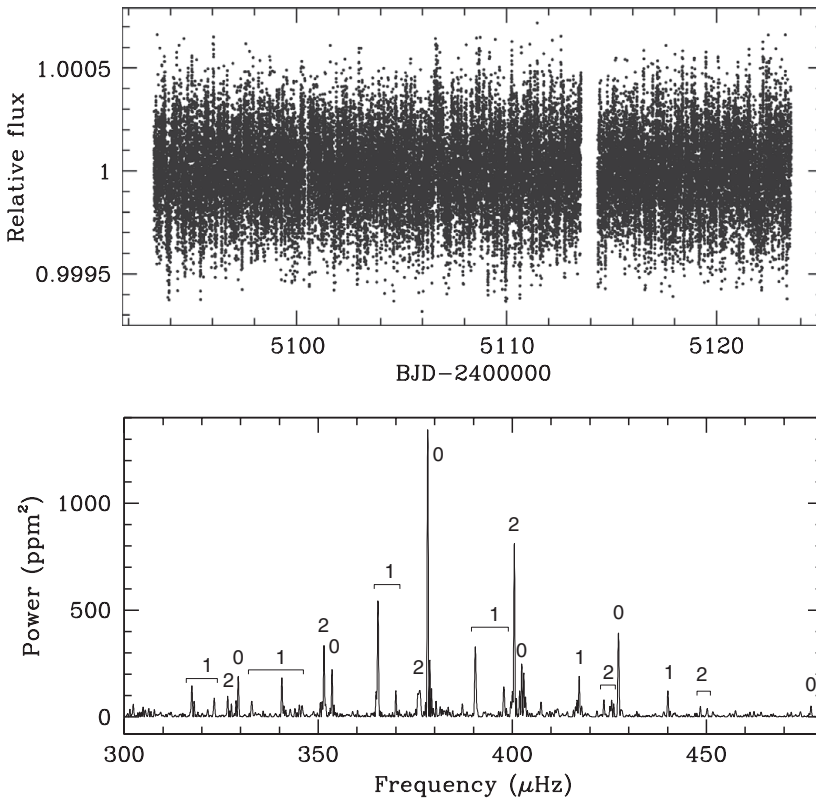 1.0005
1
0.9995
Relative flux
5100 5110 5120
BJD−2400000
1000
500
0
Power (ppm²)
1 2 0 1 2 0 1 2 0 1 2 0 1 2 0 1 2 0
300 350 400 450
Frequency (μHz)